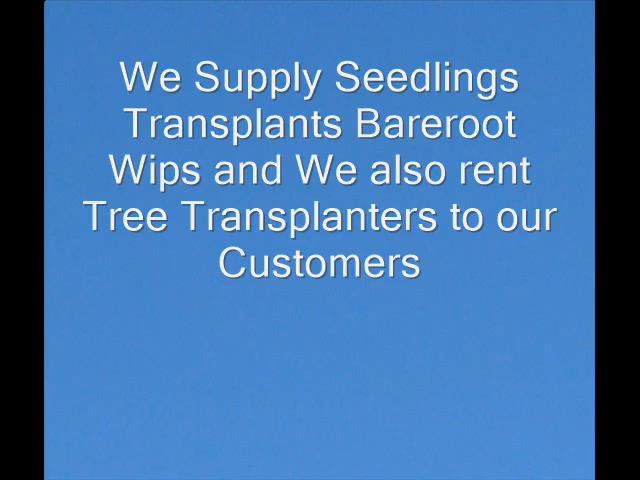 We Supply Seedlings
Transplants Bareroot
Wips and We also rent
Tree Transplanters to our
Customers